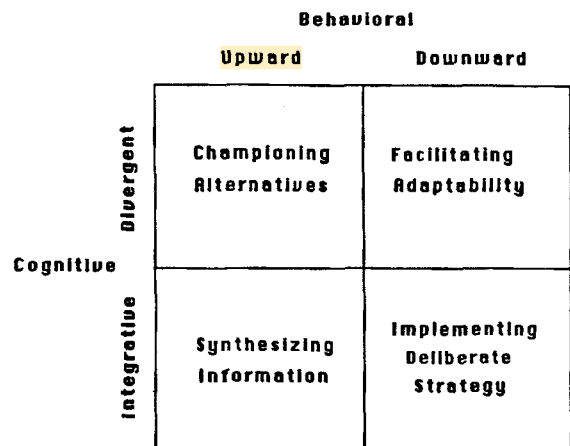 Behavioral
Upward Downward
Divergent
Championing
Alternatives
Facilitating
Adaptability
Cognitive
Integrative
Synthesizing
Information
Implementing
Deliberate
Strategy